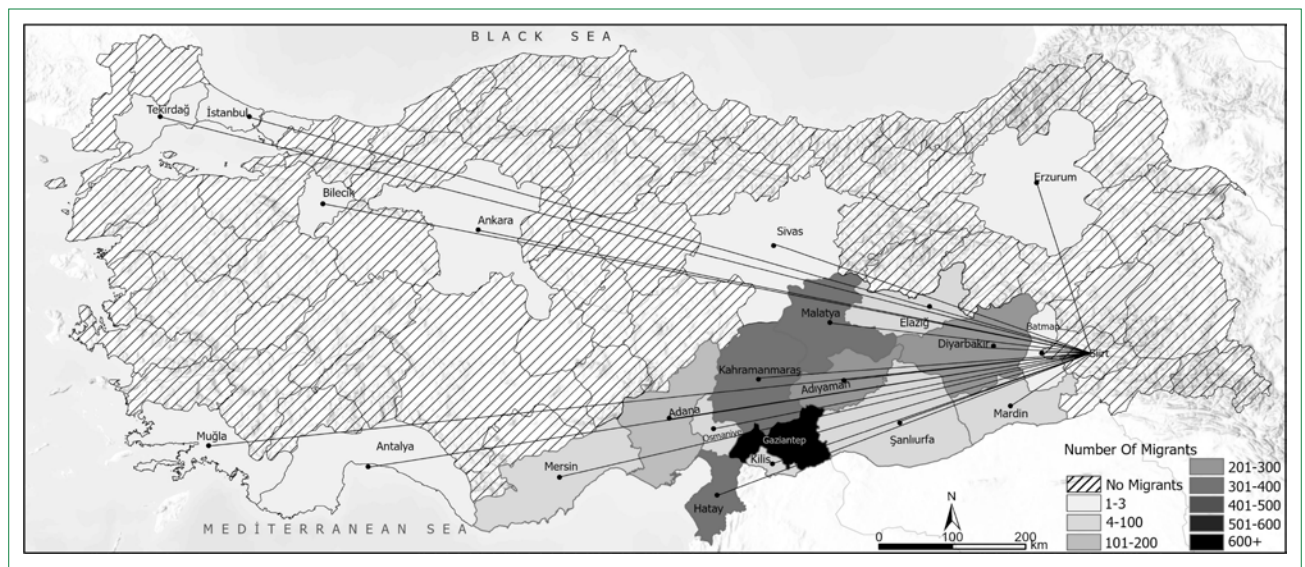 BLACK SEA
Tekirdağ
İstanbul
Bilecik
Ankara
Sivas
Erzurum
Malatya
Elazığ
Batman
Diyarbakır
Siirt
Kahramanmaraş
Adıyaman
Mardin
Adana
Osmaniye
Gaziantep
Şanlıurfa
Muğla
Antalya
Mersin
Kilis
Hatay
MEDİTERRANEAN SEA
Number Of Migrants
No Migrants
1-3
4-100
101-200
201-300
301-400
401-500
501-600
600+
N
0 100 200
km